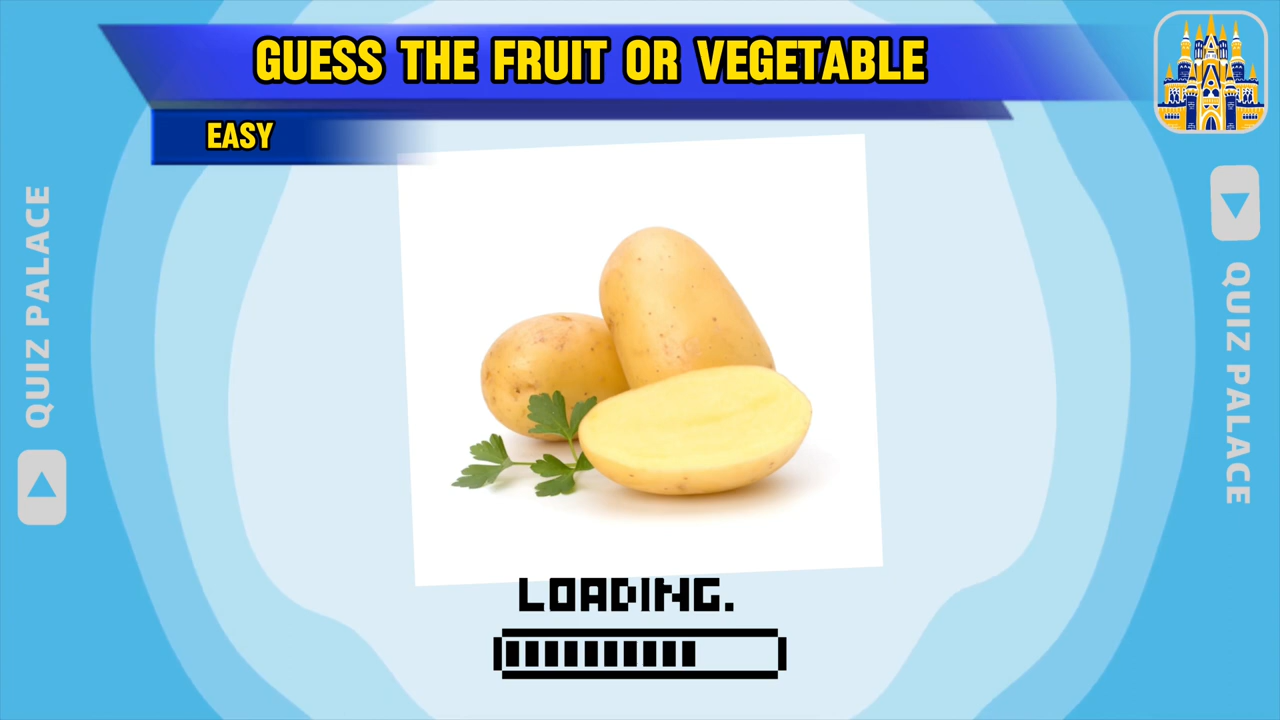 GUESS THE FRUIT OR VEGETABLE
EASY
QUIZ PALACE
QUIZ PALACE
LOADING.